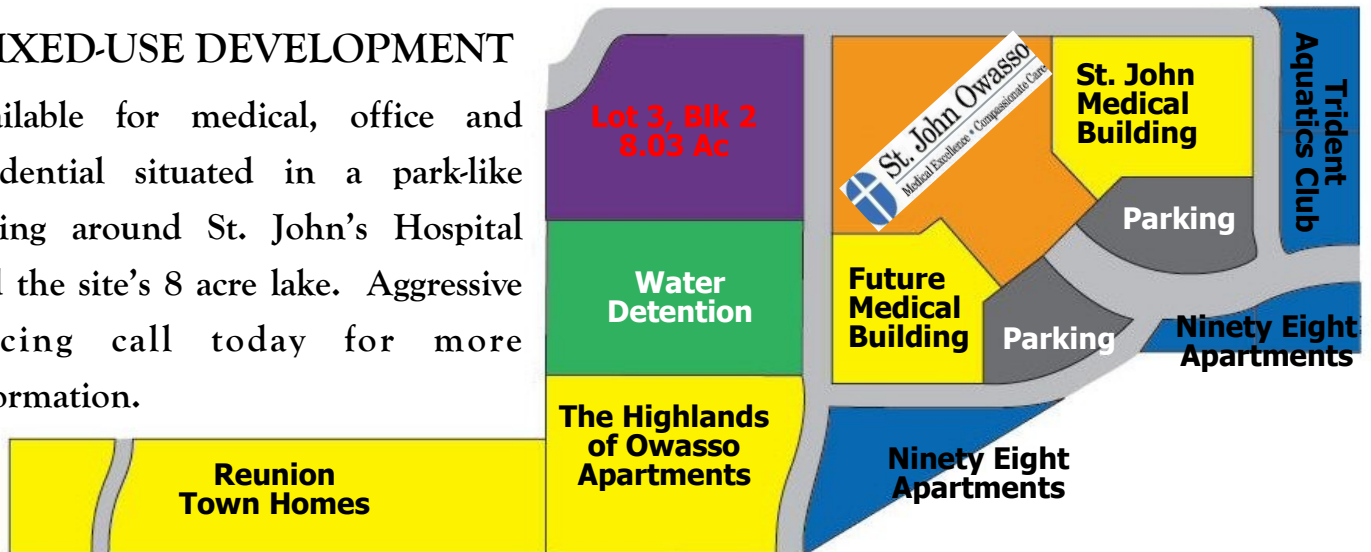 IXED-USE DEVELOPMENT
ailable for medical, office and
dential situated in a park-like
ing around St. John's Hospital
d the site's 8 acre lake. Aggressive
cing call today for more
ormation.
Lot 3, Blk 2
8.03 Ac
St. John Owasso
Medical Excellence • Compassionate Care
St. John
Medical
Building
Trident
Aquatics Club
Parking
Water
Detention
Future
Medical
Building
Parking
Ninety Eight
Apartments
The Highlands
of Owasso
Apartments
Ninety Eight
Apartments
Reunion
Town Homes